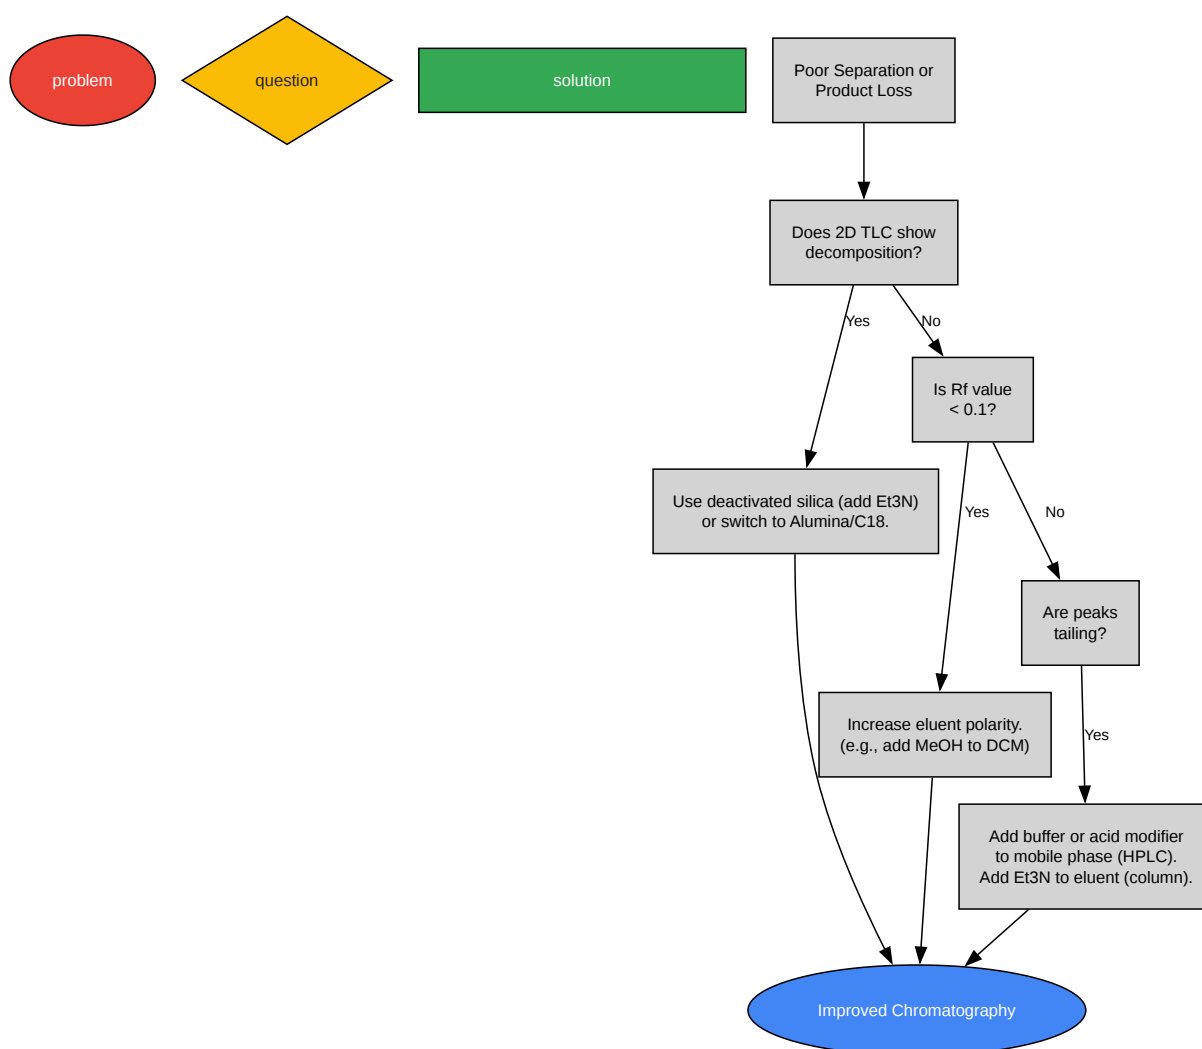 problem
question
solution
Poor Separation or
Product Loss
Does 2D TLC show
decomposition?
Yes
No
Is Rf value
< 0.1?
Use deactivated silica (add Et3N)
or switch to Alumina/C18.
Yes
No
Are peaks
tailing?
Increase eluent polarity.
(e.g., add MeOH to DCM)
Yes
Add buffer or acid modifier
to mobile phase (HPLC).
Add Et3N to eluent (column).
Improved Chromatography